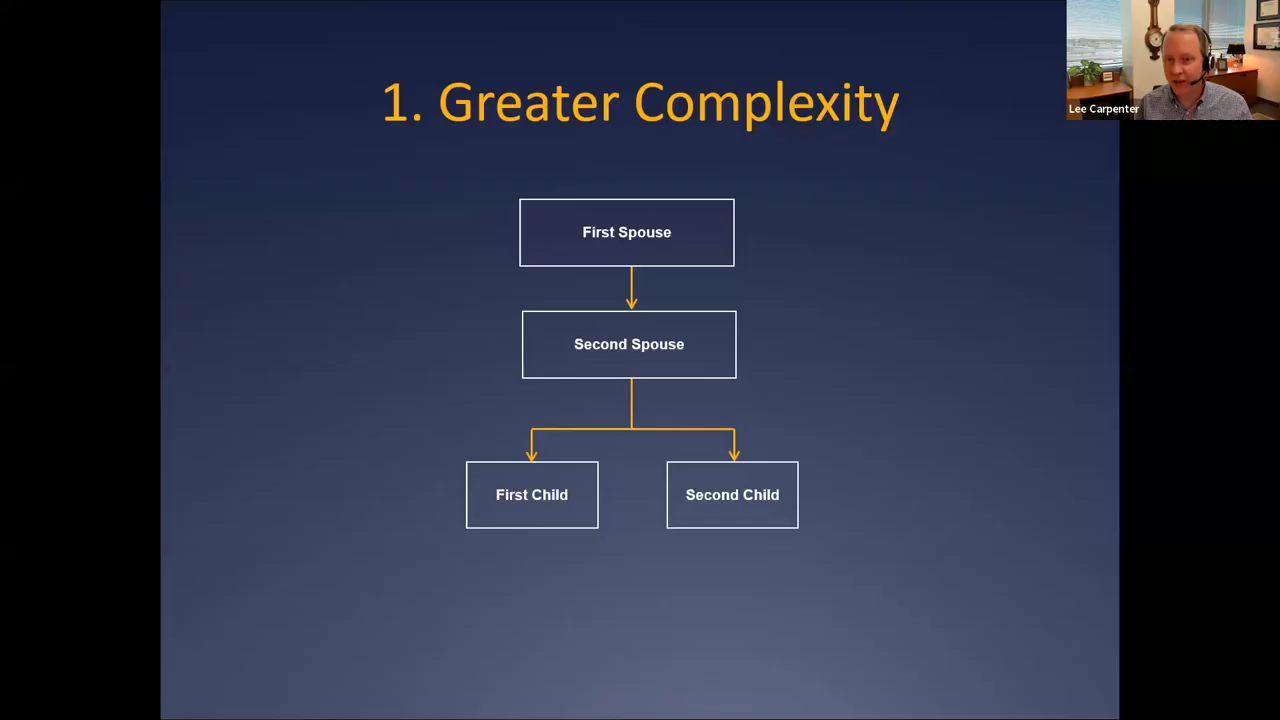 1. Greater Complexity
Lee Carpenter
First Spouse
Second Spouse
First Child
Second Child